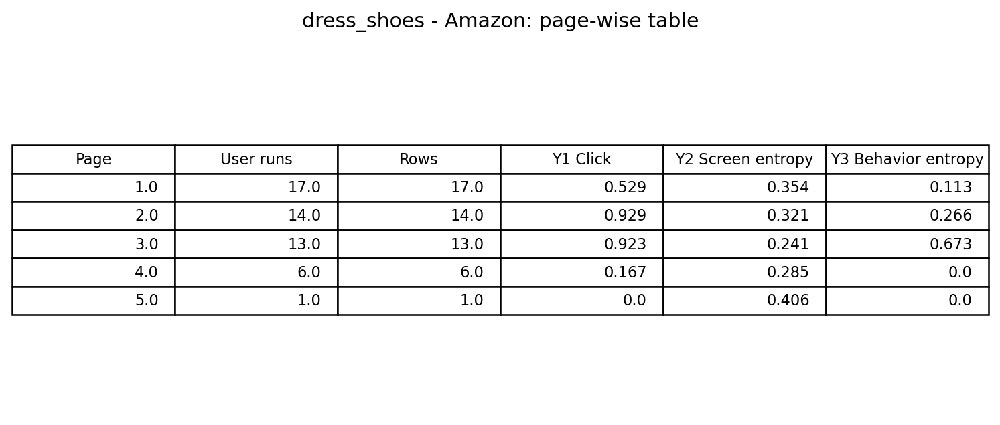 dress_shoes - Amazon: page-wise table
Page User runs Rows Y1 Click Y2 Screen entropy Y3 Behavior entropy
1.0 17.0 17.0 0.529 0.354 0.113
2.0 14.0 14.0 0.929 0.321 0.266
3.0 13.0 13.0 0.923 0.241 0.673
4.0 6.0 6.0 0.167 0.285 0.0
5.0 1.0 1.0 0.0 0.406 0.0